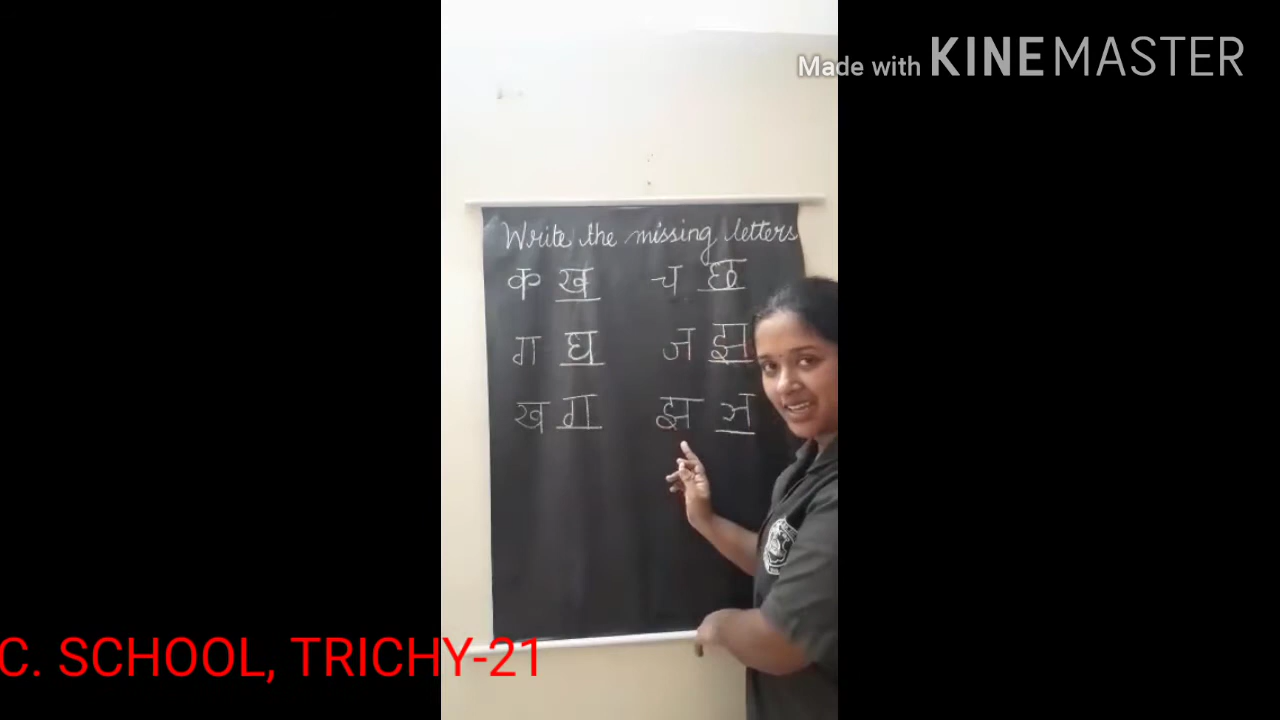 Made with KINEMASTER
Write the missing letters
क ख च छ
ग घ ज झ
ख ग झ ञ
C. SCHOOL, TRICHY-21